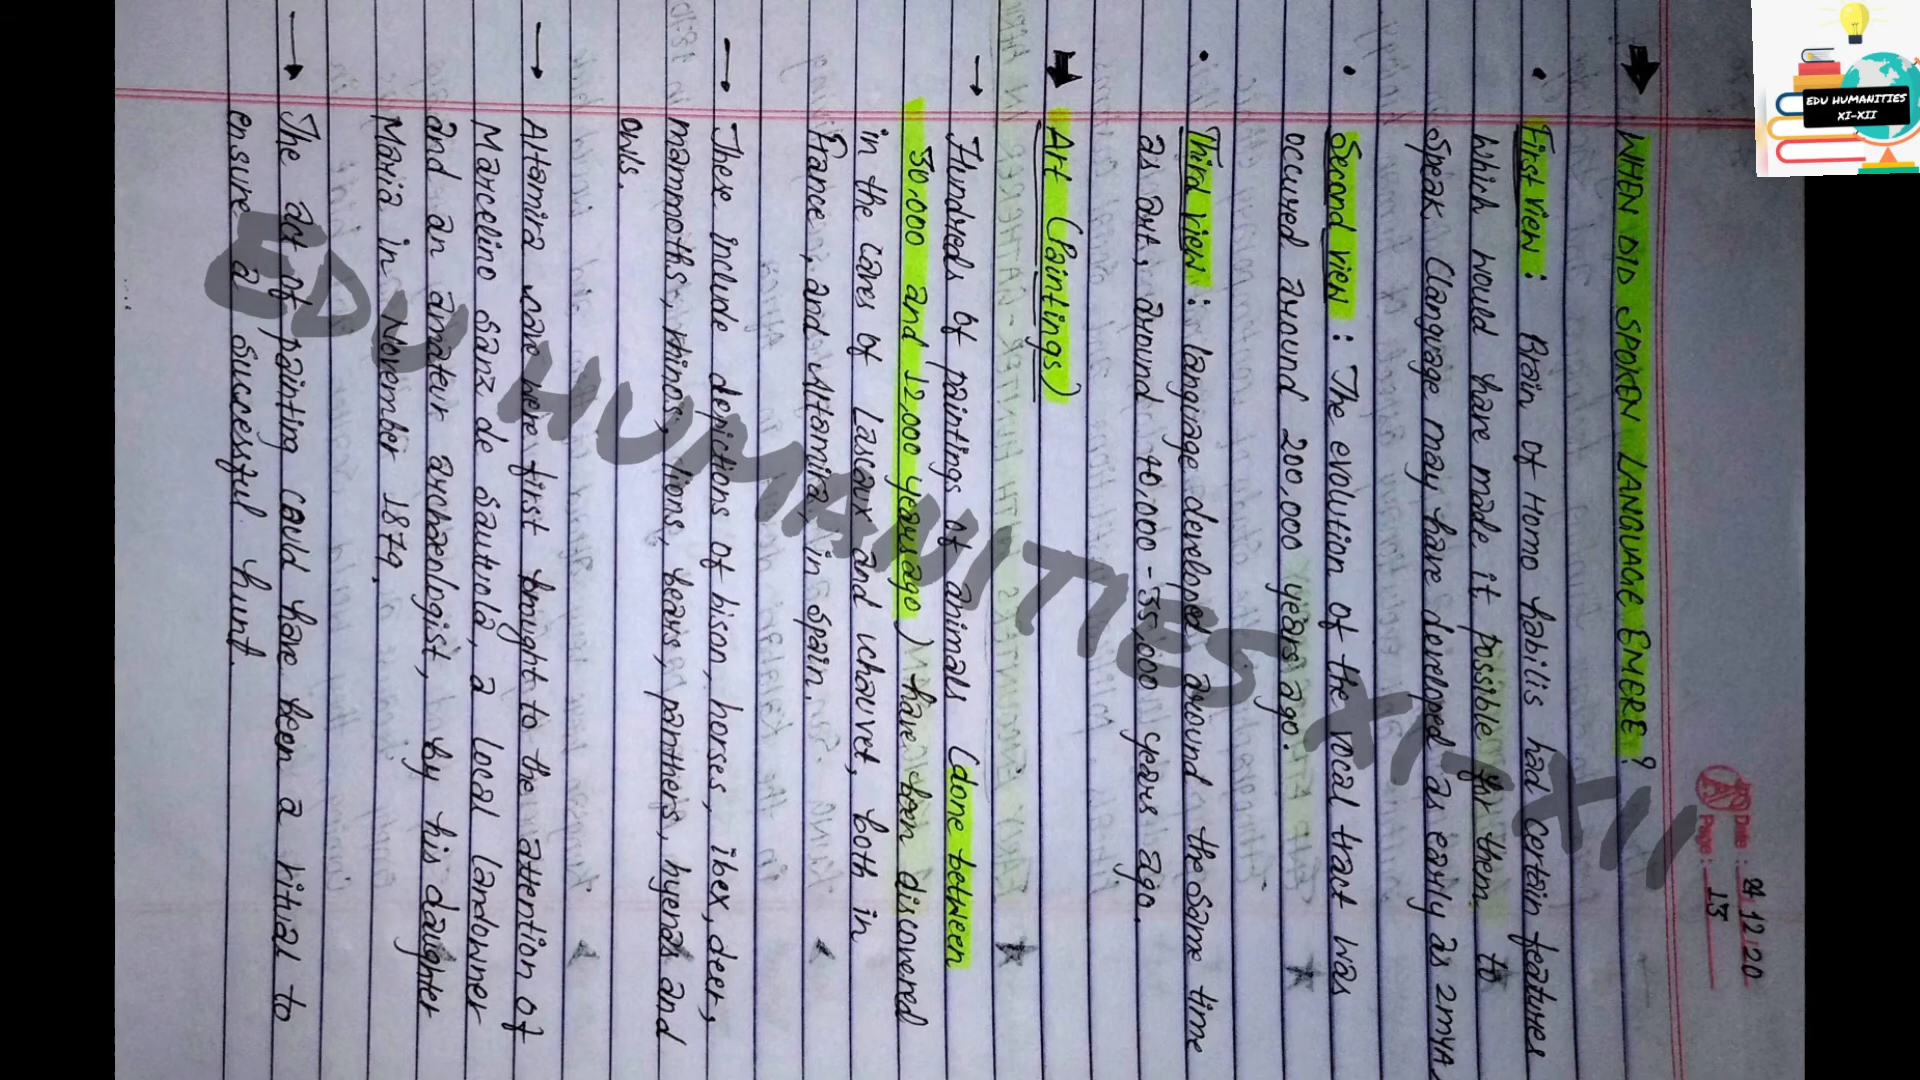 EDU HUMANITIES
XI-XII
Date: 24 12 20
Page: 13
WHEN DID SPOKEN LANGUAGE EMERE?
• First view: Brain of Homo habilis had certain features
which would have made it possible for them to
speak. Clanguage may have developed as early as 2MYA.
• Second view: The evolution of the vocal tract was
occured around 200,000 years ago.
• Third view: language developed around the same time
as art, around 40,000-35,000 years ago.
Art (Paintings)
→ Hundreds of paintings of animals (done between
30,000 and 12,000 years ago) have been discovered
in the caves of Lascaux and chauvet, both in
France, and Altamira, in Spain.
→ These include depictions of bison, horses, ibex, deer,
mammoths, rhinos, lions, bears, panthers, hyenas and
owls.
→ Altamira cave were first brought to the attention of
Marcelino Sanz de Sautuola, a local landowner
and an amateur archaeologist, by his daughter
Maria in November 1879.
→ The act of painting could have been a ritual to
ensure a successful hunt.
EDU HUMANITIES XI-XII